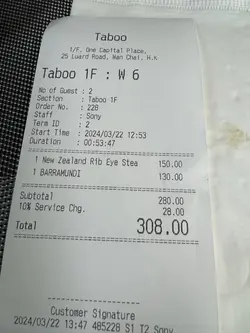 Taboo
1/F, One Capital Place,
25 Luard Road, Wan Chai, H.K
Taboo 1F : W 6
No of Guest : 2
Section : Taboo 1F
Order No. : 228
Staff : Sony
Term ID : 2
Start Time : 2024/03/22 12:53
Duration : 00:53:47
1 New Zealand Rib Eye Stea 150.00
1 BARRAMUNDI 130.00
Subtotal 280.00
10% Service Chg. 28.00
Total 308.00
Customer Signature
2024/03/22 13:47 485228 S1 T2 Sony